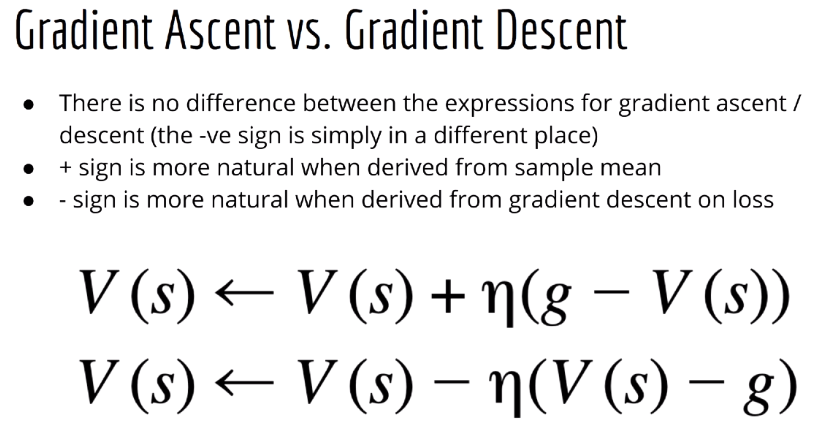 Gradient Ascent vs. Gradient Descent
● There is no difference between the expressions for gradient ascent /
descent (the -ve sign is simply in a different place)
● + sign is more natural when derived from sample mean
● - sign is more natural when derived from gradient descent on loss
V(s) ← V(s) + η(g − V(s))
V(s) ← V(s) − η(V(s) − g)